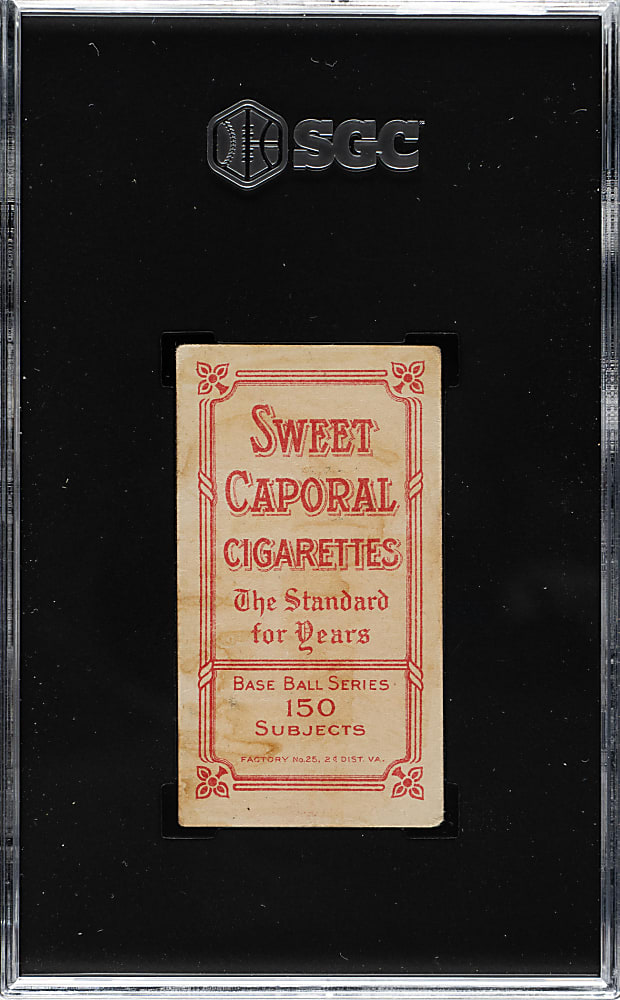 SGC
SWEET
CAPORAL
CIGARETTES
The Standard
for Years
BASE BALL SERIES
150
SUBJECTS
FACTORY No.25, 2d DIST. VA.